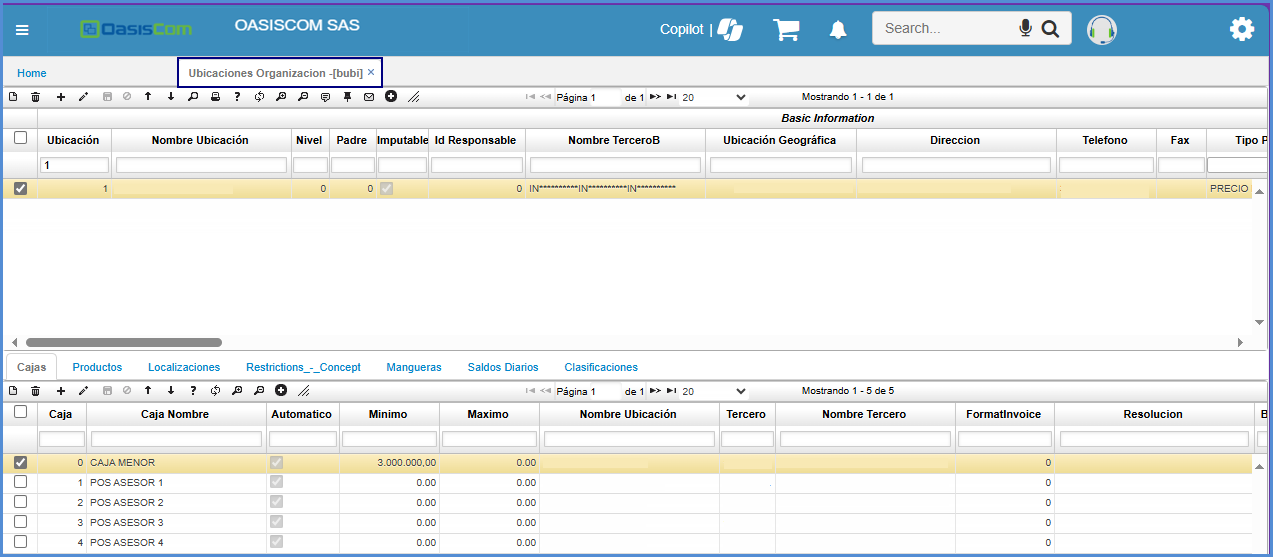 OasisCom OASISCOM SAS Copilot | Search...
Home Ubicaciones Organizacion -[bubi] ×
Página 1 de 1 20 Mostrando 1 - 1 de 1
Basic Information
Ubicación Nombre Ubicación Nivel Padre Imputable Id Responsable Nombre TerceroB Ubicación Geográfica Direccion Telefono Fax Tipo P
1
1 0 0 0 IN**********IN**********IN********** PRECIO
Cajas Productos Localizaciones Restrictions_-_Concept Mangueras Saldos Diarios Clasificaciones
Página 1 de 1 20 Mostrando 1 - 5 de 5
Caja Caja Nombre Automatico Minimo Maximo Nombre Ubicación Tercero Nombre Tercero FormatInvoice Resolucion B
0 CAJA MENOR 3.000.000,00 0.00 0
1 POS ASESOR 1 0.00 0.00 0
2 POS ASESOR 2 0.00 0.00 0
3 POS ASESOR 3 0.00 0.00 0
4 POS ASESOR 4 0.00 0.00 0